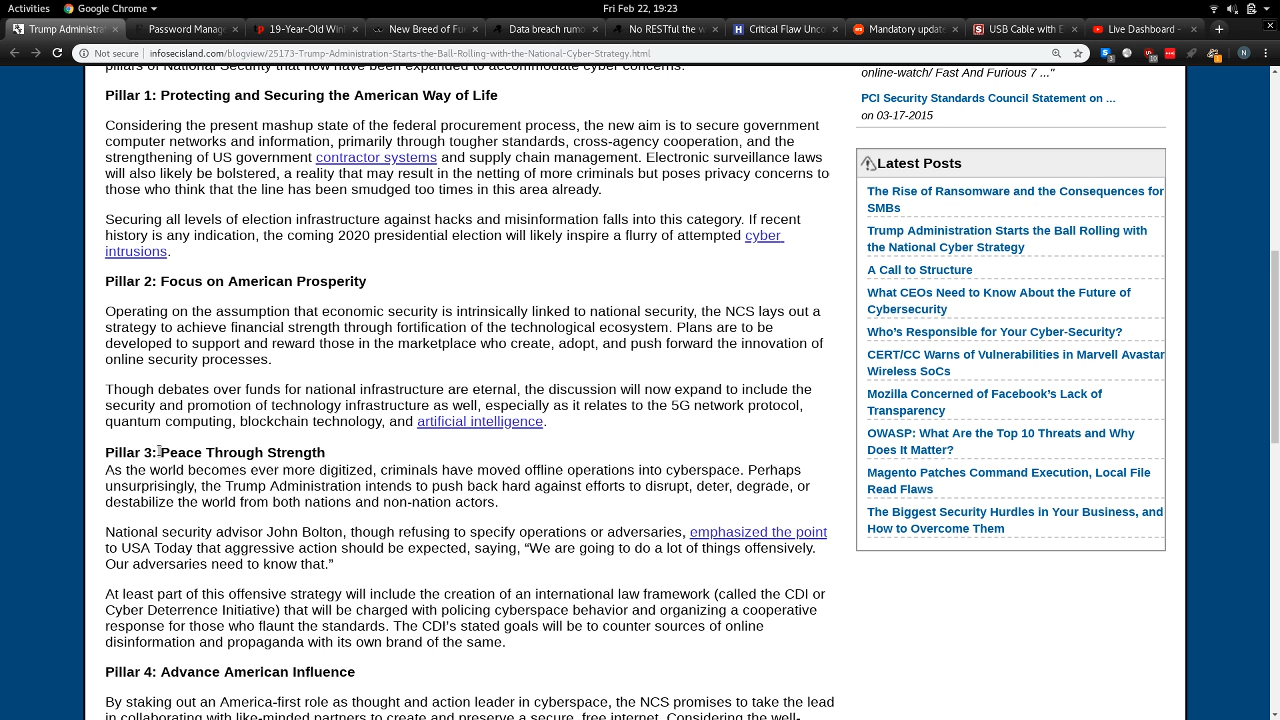 Activities
Google Chrome
Fri Feb 22, 19:23
Trump Administrat
Password Manage
19-Year-Old Win
New Breed of Fu
Data breach rumo
No RESTful the w
Critical Flaw Unco
Mandatory update
USB Cable with E
Live Dashboard -
Not secure | infosecisland.com/blogview/25173-Trump-Administration-Starts-the-Ball-Rolling-with-the-National-Cyber-Strategy.html
pillars of National Security that now have been expanded to accommodate cyber concerns.
Pillar 1: Protecting and Securing the American Way of Life
Considering the present mashup state of the federal procurement process, the new aim is to secure government
computer networks and information, primarily through tougher standards, cross-agency cooperation, and the
strengthening of US government contractor systems and supply chain management. Electronic surveillance laws
will also likely be bolstered, a reality that may result in the netting of more criminals but poses privacy concerns to
those who think that the line has been smudged too times in this area already.
Securing all levels of election infrastructure against hacks and misinformation falls into this category. If recent
history is any indication, the coming 2020 presidential election will likely inspire a flurry of attempted cyber
intrusions.
Pillar 2: Focus on American Prosperity
Operating on the assumption that economic security is intrinsically linked to national security, the NCS lays out a
strategy to achieve financial strength through fortification of the technological ecosystem. Plans are to be
developed to support and reward those in the marketplace who create, adopt, and push forward the innovation of
online security processes.
Though debates over funds for national infrastructure are eternal, the discussion will now expand to include the
security and promotion of technology infrastructure as well, especially as it relates to the 5G network protocol,
quantum computing, blockchain technology, and artificial intelligence.
Pillar 3: Peace Through Strength
As the world becomes ever more digitized, criminals have moved offline operations into cyberspace. Perhaps
unsurprisingly, the Trump Administration intends to push back hard against efforts to disrupt, deter, degrade, or
destabilize the world from both nations and non-nation actors.
National security advisor John Bolton, though refusing to specify operations or adversaries, emphasized the point
to USA Today that aggressive action should be expected, saying, “We are going to do a lot of things offensively.
Our adversaries need to know that.”
At least part of this offensive strategy will include the creation of an international law framework (called the CDI or
Cyber Deterrence Initiative) that will be charged with policing cyberspace behavior and organizing a cooperative
response for those who flaunt the standards. The CDI’s stated goals will be to counter sources of online
disinformation and propaganda with its own brand of the same.
Pillar 4: Advance American Influence
By staking out an America-first role as thought and action leader in cyberspace, the NCS promises to take the lead
in collaborating with like-minded partners to create and preserve a secure, free internet. Considering the well-
online-watch/ Fast And Furious 7 ..."
PCI Security Standards Council Statement on ...
on 03-17-2015
Latest Posts
The Rise of Ransomware and the Consequences for
SMBs
Trump Administration Starts the Ball Rolling with
the National Cyber Strategy
A Call to Structure
What CEOs Need to Know About the Future of
Cybersecurity
Who’s Responsible for Your Cyber-Security?
CERT/CC Warns of Vulnerabilities in Marvell Avastar
Wireless SoCs
Mozilla Concerned of Facebook’s Lack of
Transparency
OWASP: What Are the Top 10 Threats and Why
Does It Matter?
Magento Patches Command Execution, Local File
Read Flaws
The Biggest Security Hurdles in Your Business, and
How to Overcome Them